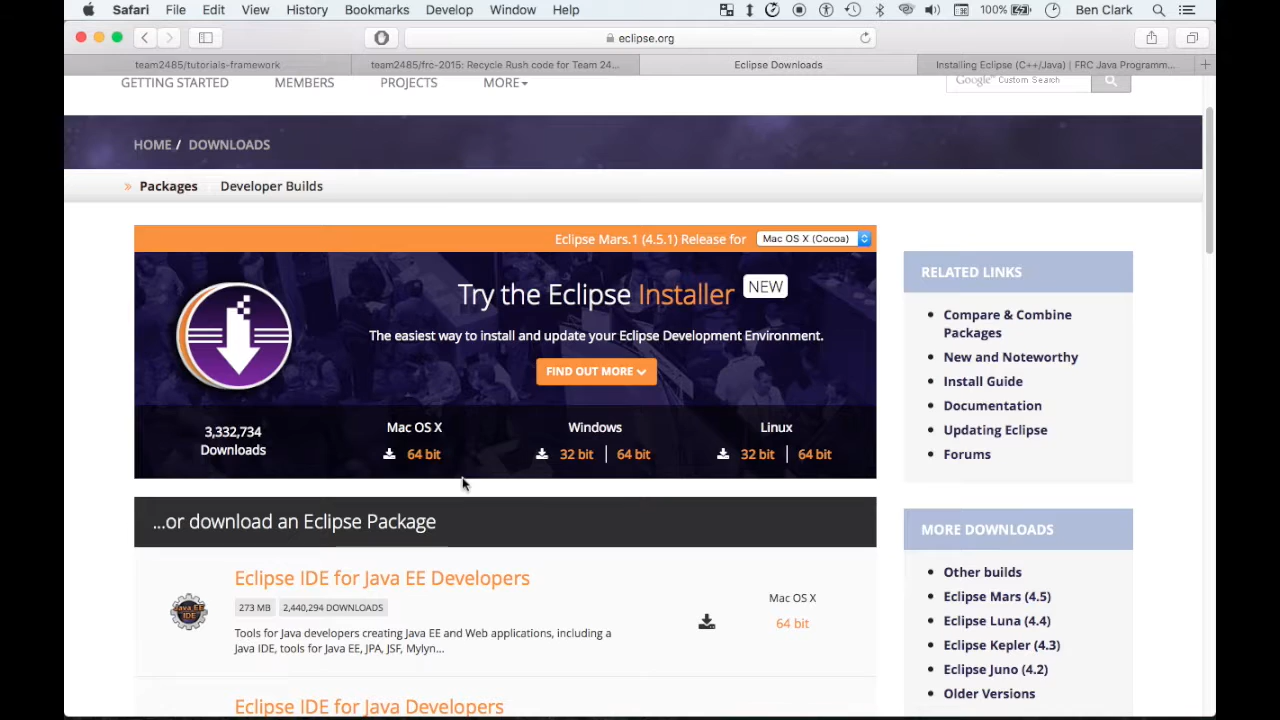 Safari File Edit View History Bookmarks Develop Window Help 100% Ben Clark
eclipse.org
team2485/tutorials-framework
team2485/frc-2015: Recycle Rush code for Team 24...
Eclipse Downloads
Installing Eclipse (C++/Java) | FRC Java Programm...
GETTING STARTED MEMBERS PROJECTS MORE
Google Custom Search
HOME / DOWNLOADS
» Packages Developer Builds
Eclipse Mars.1 (4.5.1) Release for Mac OS X (Cocoa)
Try the Eclipse Installer NEW
The easiest way to install and update your Eclipse Development Environment.
FIND OUT MORE
3,332,734
Downloads
Mac OS X
64 bit
Windows
32 bit | 64 bit
Linux
32 bit | 64 bit
...or download an Eclipse Package
Eclipse IDE for Java EE Developers
273 MB 2,440,294 DOWNLOADS
Tools for Java developers creating Java EE and Web applications, including a
Java IDE, tools for Java EE, JPA, JSF, Mylyn...
Java EE
IDE
Mac OS X
64 bit
Eclipse IDE for Java Developers
RELATED LINKS
Compare & Combine
Packages
New and Noteworthy
Install Guide
Documentation
Updating Eclipse
Forums
MORE DOWNLOADS
Other builds
Eclipse Mars (4.5)
Eclipse Luna (4.4)
Eclipse Kepler (4.3)
Eclipse Juno (4.2)
Older Versions